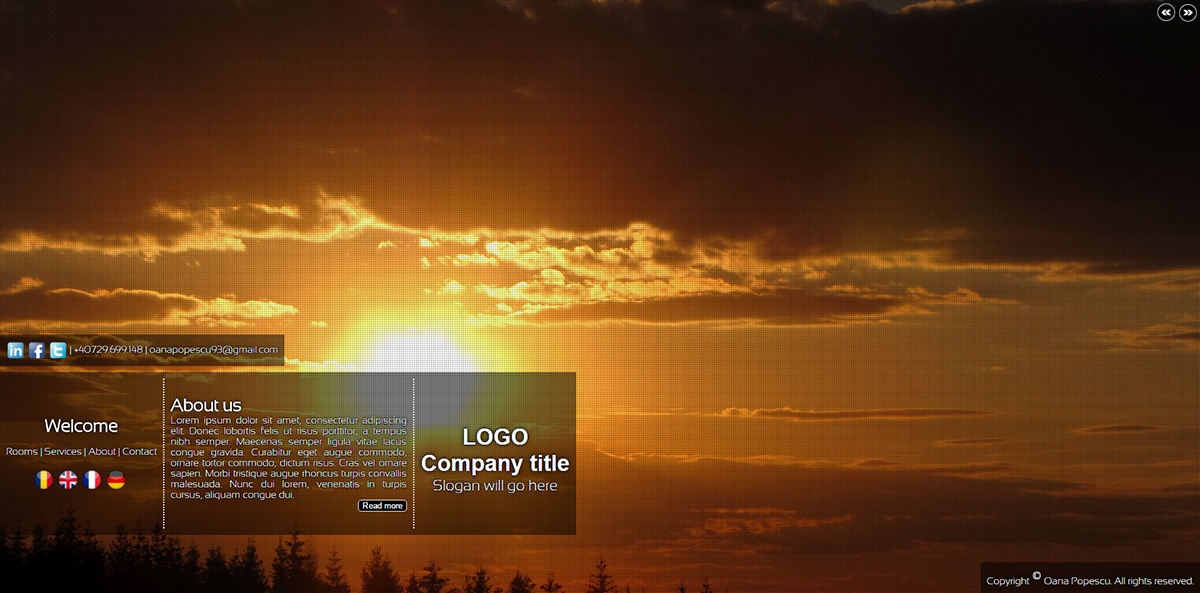 | +40729.699.148 | oanapopescu93@gmail.com
Welcome
Rooms | Services | About | Contact
About us
Lorem ipsum dolor sit amet, consectetur adipiscing
elit. Donec lobortis felis ut risus porttitor, a tempus
nibh semper. Maecenas semper ligula vitae lacus
congue gravida. Curabitur eget augue commodo,
ornare tortor commodo, dictum risus. Cras vel ornare
sapien. Morbi tristique augue rhoncus turpis convallis
malesuada. Nunc dui lorem, venenatis in turpis
cursus, aliquam congue dui.
Read more
LOGO
Company title
Slogan will go here
Copyright © Oana Popescu. All rights reserved.